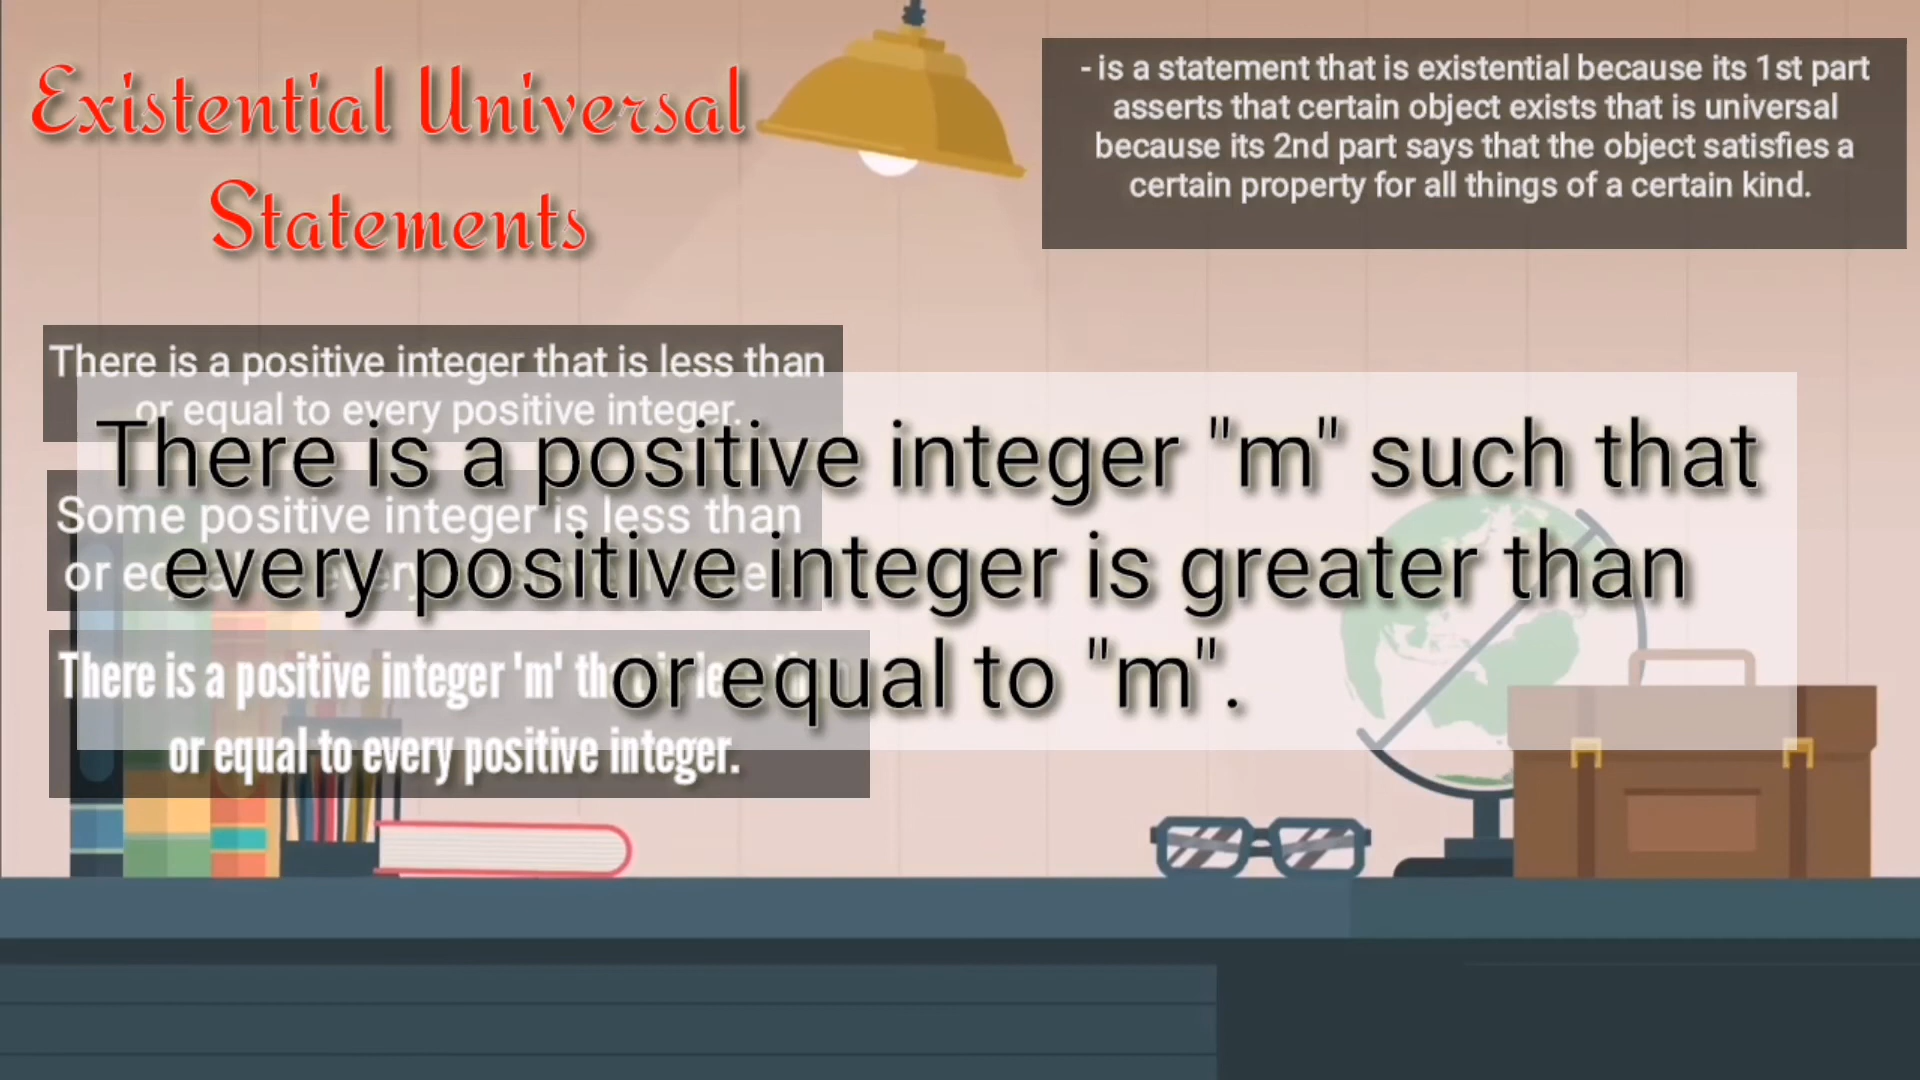 Existential Universal
Statements
- is a statement that is existential because its 1st part
asserts that certain object exists that is universal
because its 2nd part says that the object satisfies a
certain property for all things of a certain kind.
There is a positive integer that is less than
or equal to every positive integer.
There is a positive integer "m" such that
every positive integer is greater than
or equal to "m".
Some positive integer is less than
or
There is a positive integer 'm'
or equal to every positive integer.